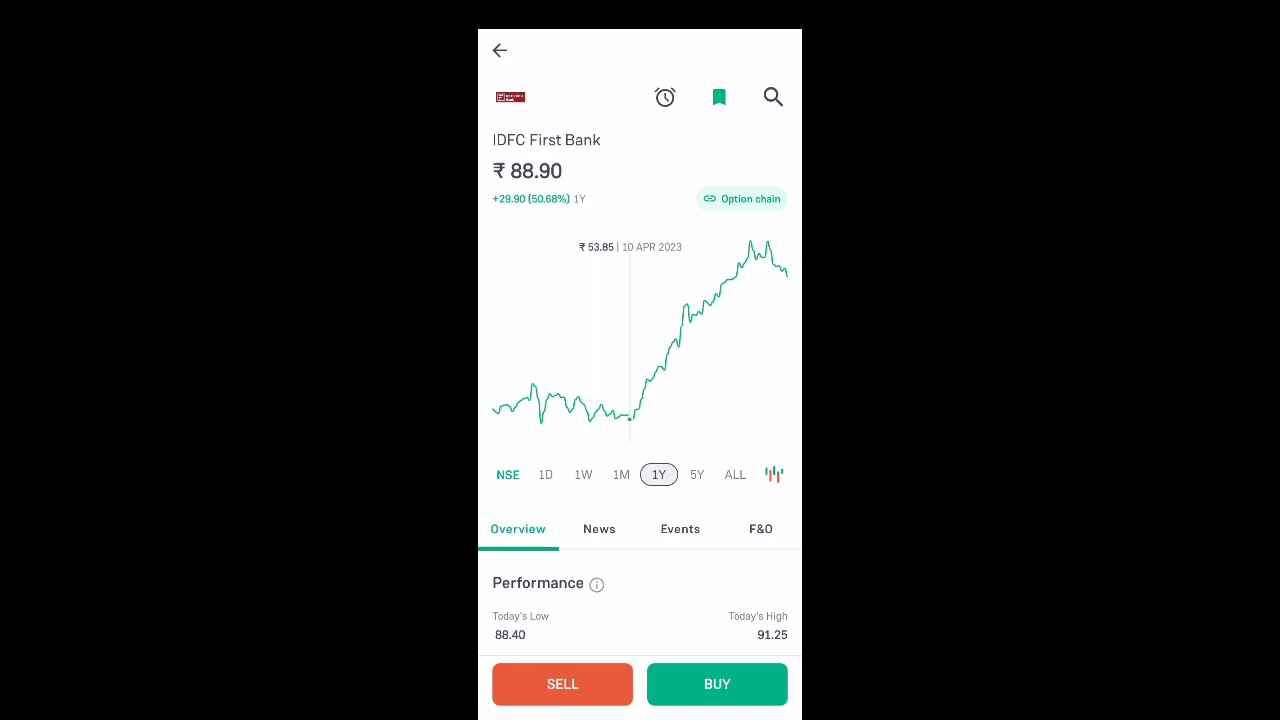 IDFC First Bank
₹ 88.90
+29.90 (50.68%) 1Y
Option chain
₹ 53.85 | 10 APR 2023
NSE 1D 1W 1M 1Y 5Y ALL
Overview News Events F&O
Performance
Today's Low Today's High
88.40 91.25
SELL BUY